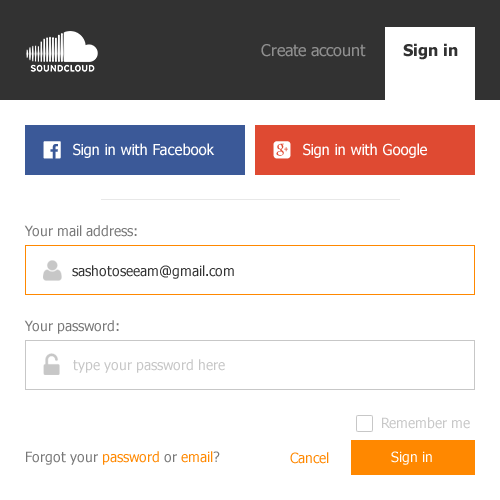 SOUNDCLOUD
Create account
Sign in
Sign in with Facebook
Sign in with Google
Your mail address:
sashotoseeam@gmail.com
Your password:
type your password here
Remember me
Forgot your password or email?
Cancel
Sign in